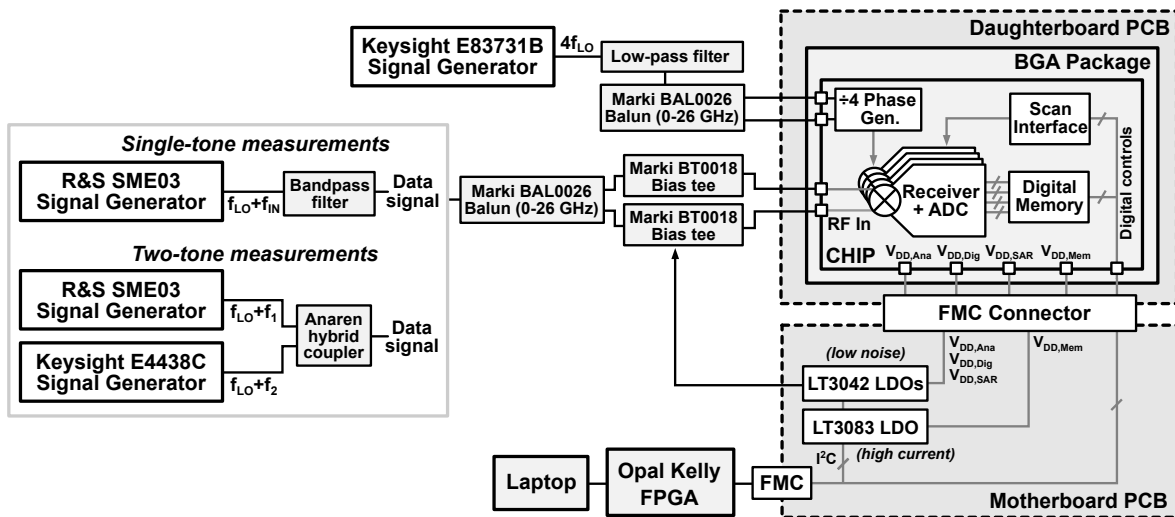 Daughterboard PCB
Keysight E83731B
Signal Generator
4fLO
Low-pass filter
Marki BAL0026
Balun (0-26 GHz)
BGA Package
÷4 Phase
Gen.
Scan
Interface
Receiver
+ ADC
Digital
Memory
Digital controls
RF In
CHIP
VDD,Ana
VDD,Dig
VDD,SAR
VDD,Mem
Single-tone measurements
R&S SME03
Signal Generator
fLO+fIN
Bandpass
filter
Data
signal
Two-tone measurements
R&S SME03
Signal Generator
fLO+f1
Keysight E4438C
Signal Generator
fLO+f2
Anaren
hybrid
coupler
Data
signal
Marki BAL0026
Balun (0-26 GHz)
Marki BT0018
Bias tee
Marki BT0018
Bias tee
FMC Connector
VDD,Ana
VDD,Dig
VDD,SAR
VDD,Mem
(low noise)
LT3042 LDOs
LT3083 LDO
(high current)
I²C
Laptop
Opal Kelly
FPGA
FMC
Motherboard PCB